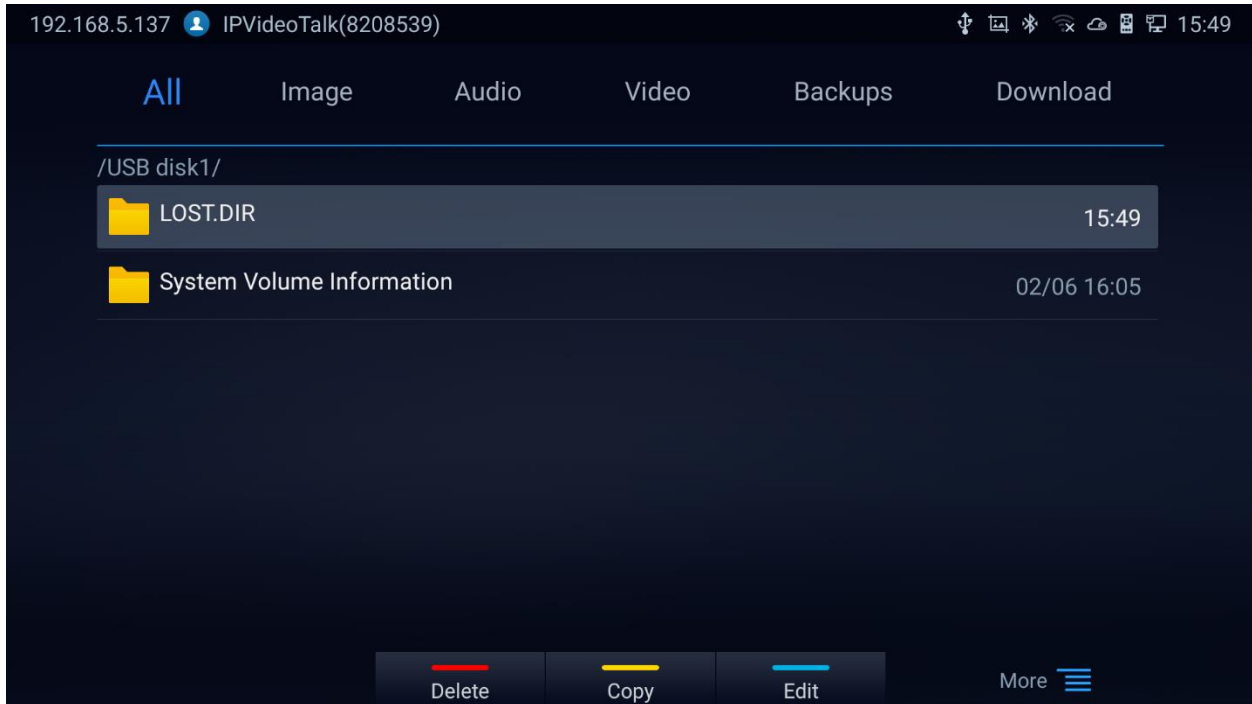 192.168.5.137 IPVideoTalk(8208539) 15:49
All Image Audio Video Backups Download
/USB disk1/
LOST.DIR 15:49
System Volume Information 02/06 16:05
Delete Copy Edit More